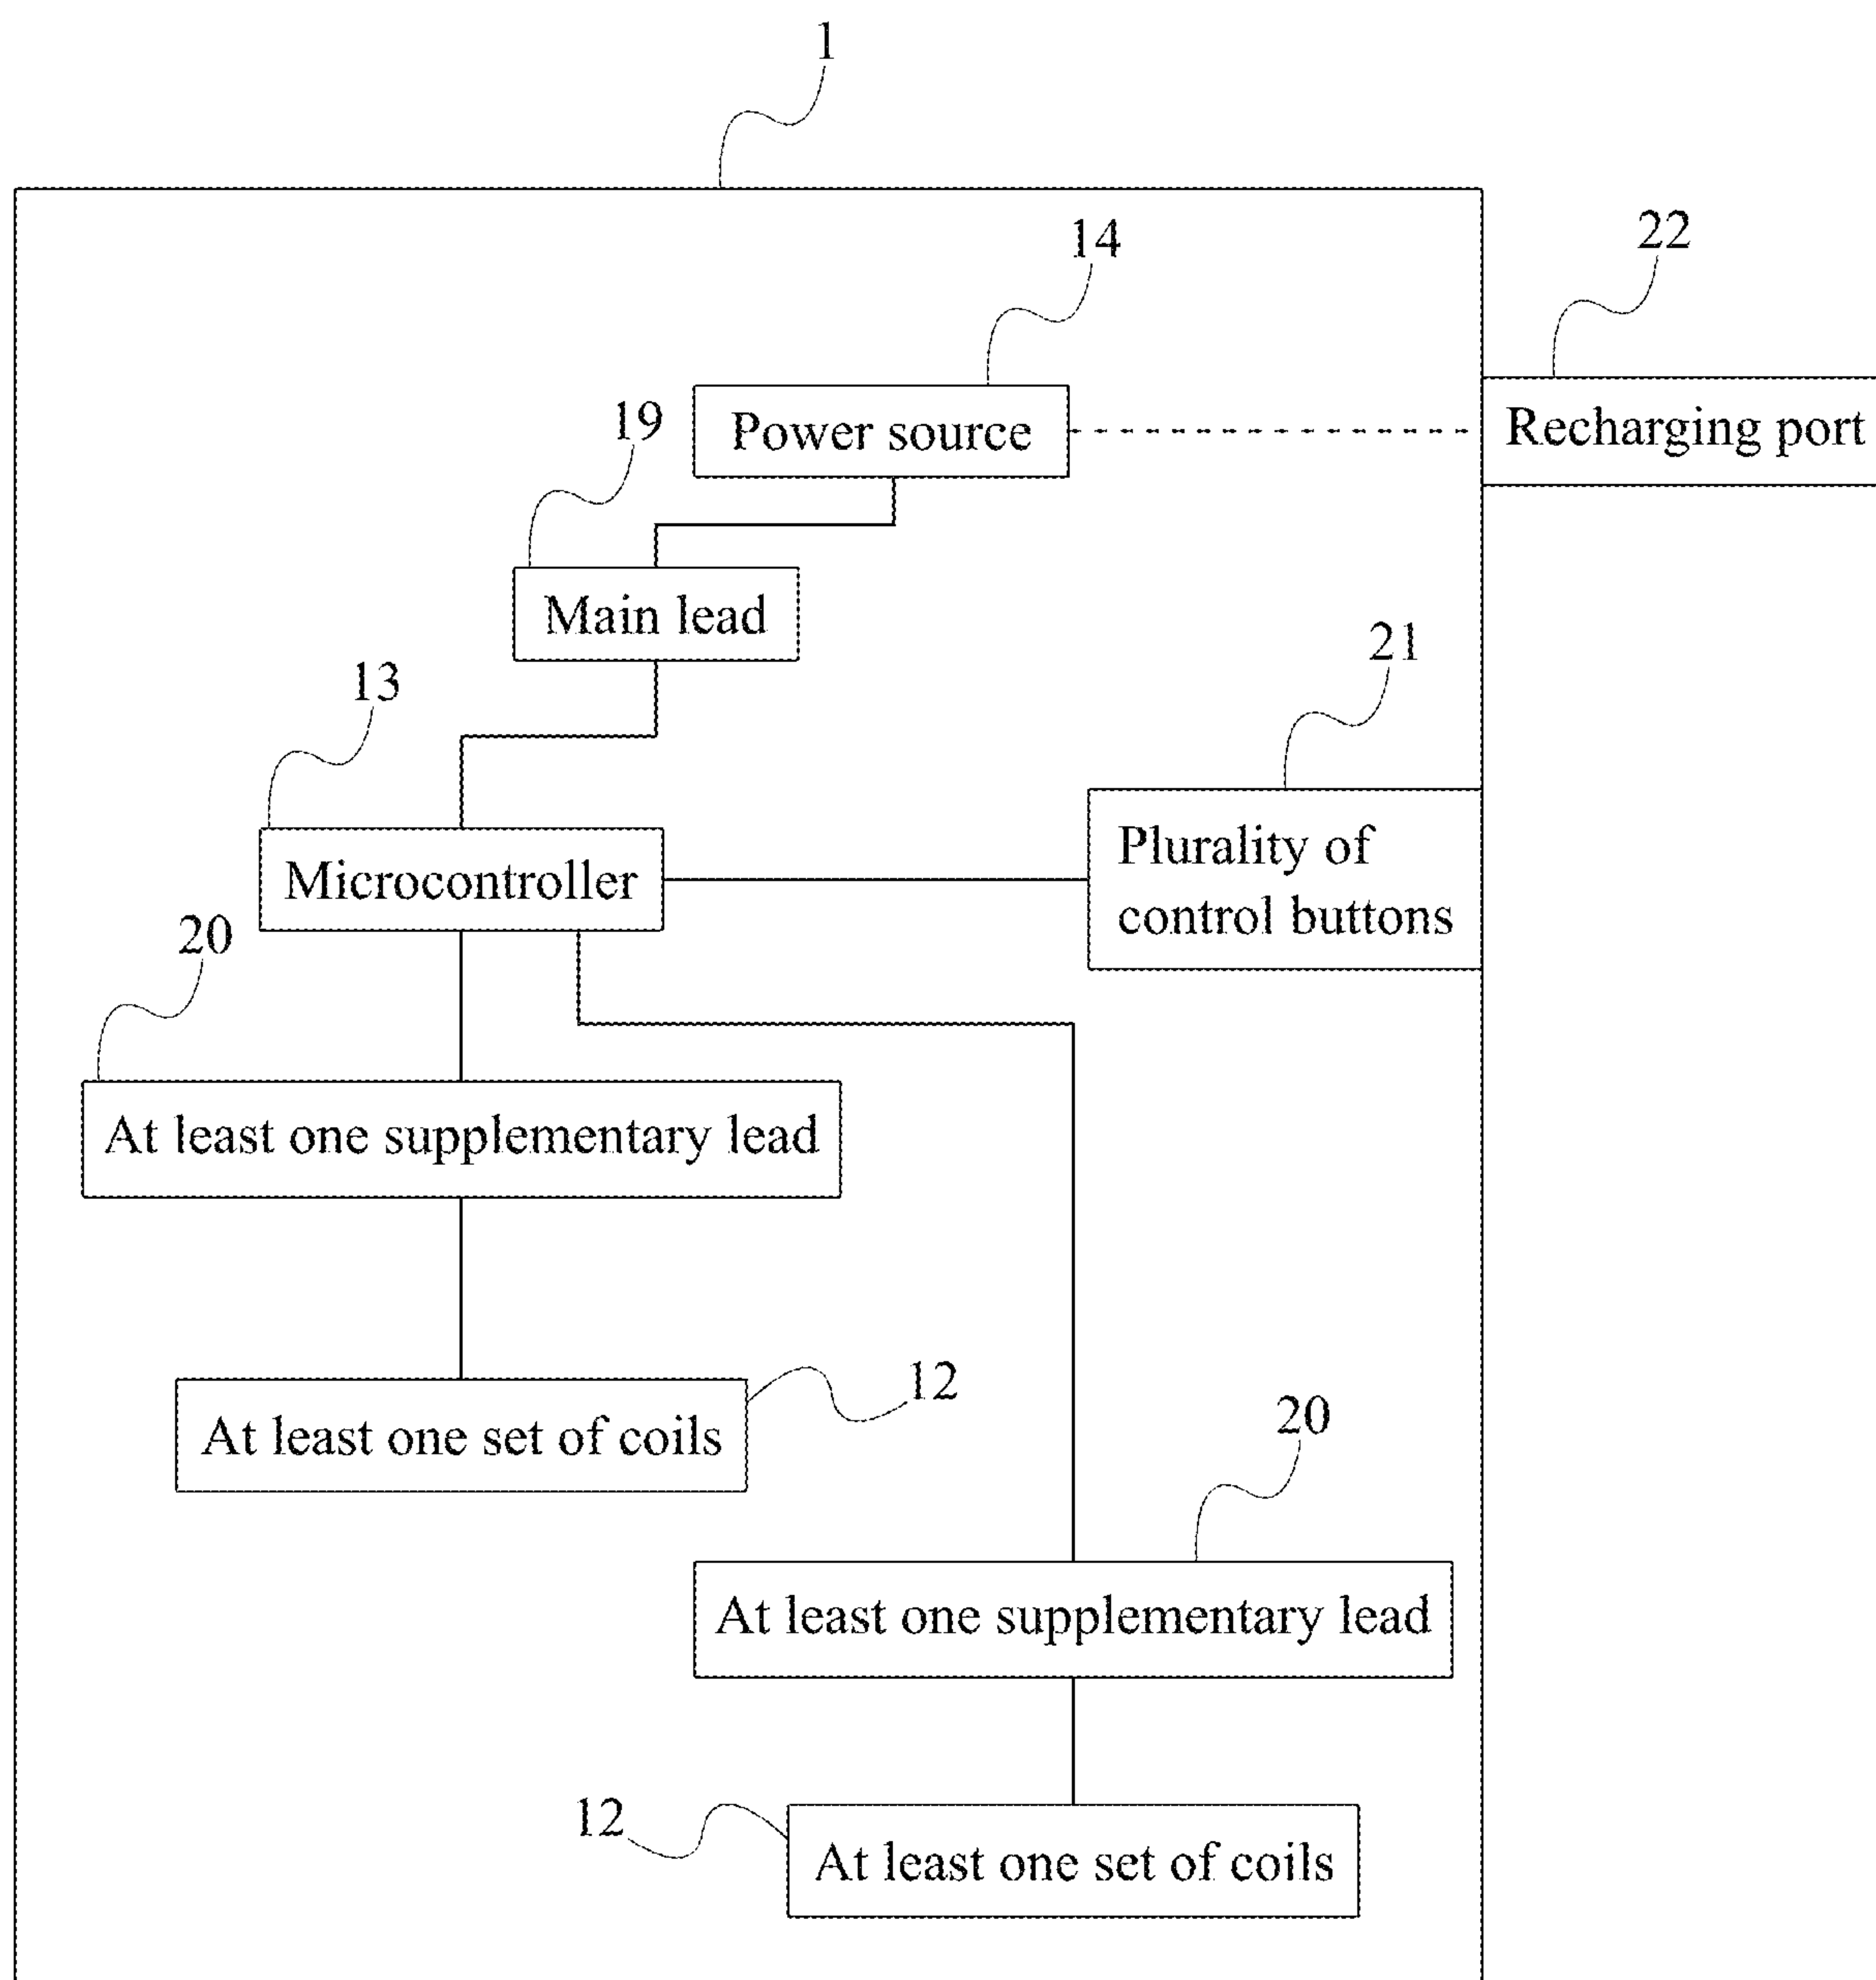 1
14
22
Power source
Recharging port
19
Main lead
21
13
Plurality of
control buttons
Microcontroller
20
At least one supplementary lead
12
At least one set of coils
20
At least one supplementary lead
12
At least one set of coils